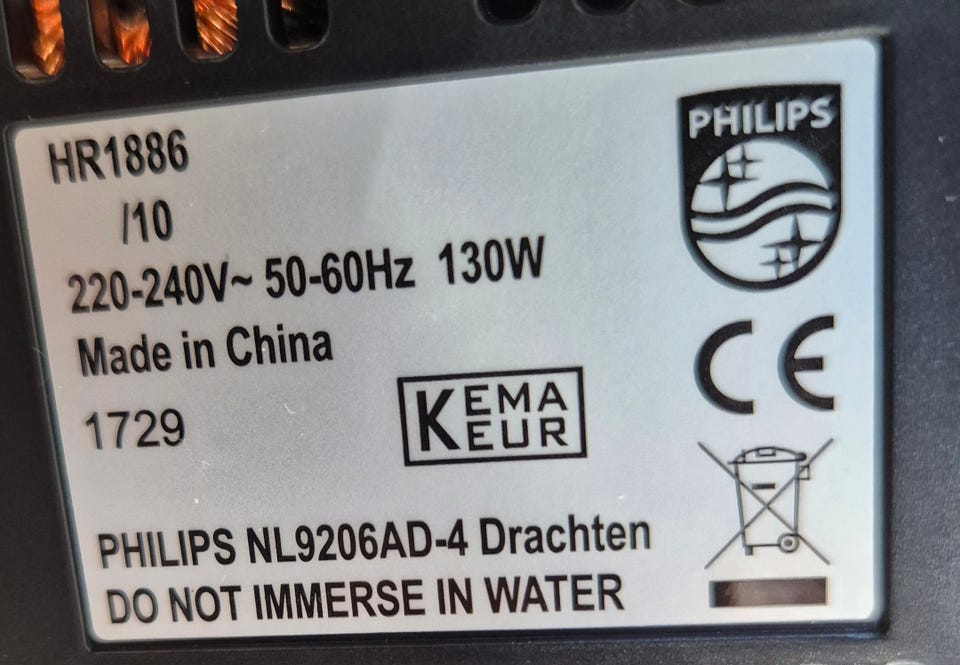 PHILIPS
HR1886
/10
220-240V~ 50-60Hz 130W
Made in China
1729
KEMA
KEUR
CE
PHILIPS NL9206AD-4 Drachten
DO NOT IMMERSE IN WATER